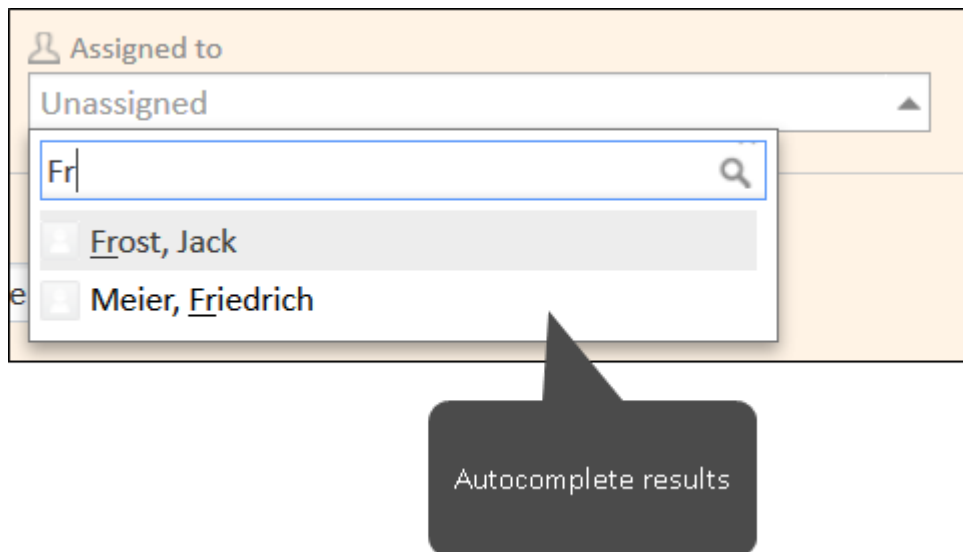 Assigned to
Unassigned
Fr
Frost, Jack
e
Meier, Friedrich
Autocomplete results